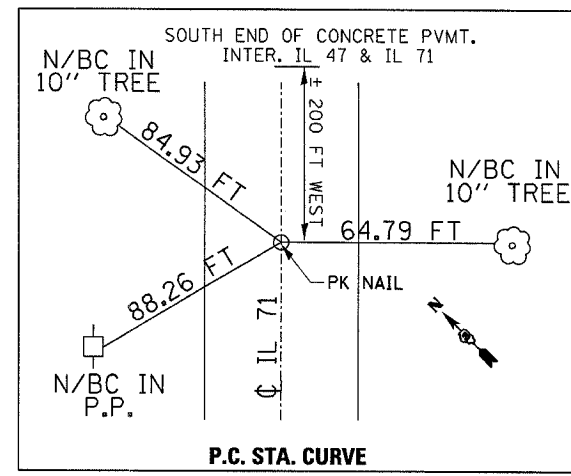 SOUTH END OF CONCRETE PVMT.
INTER. IL 47 & IL 71
N/BC IN
10" TREE
± 200 FT WEST
84.93 FT
N/BC IN
10" TREE
64.79 FT
88.26 FT
PK NAIL
N
℄ IL 71
N/BC IN
P.P.
P.C. STA. CURVE